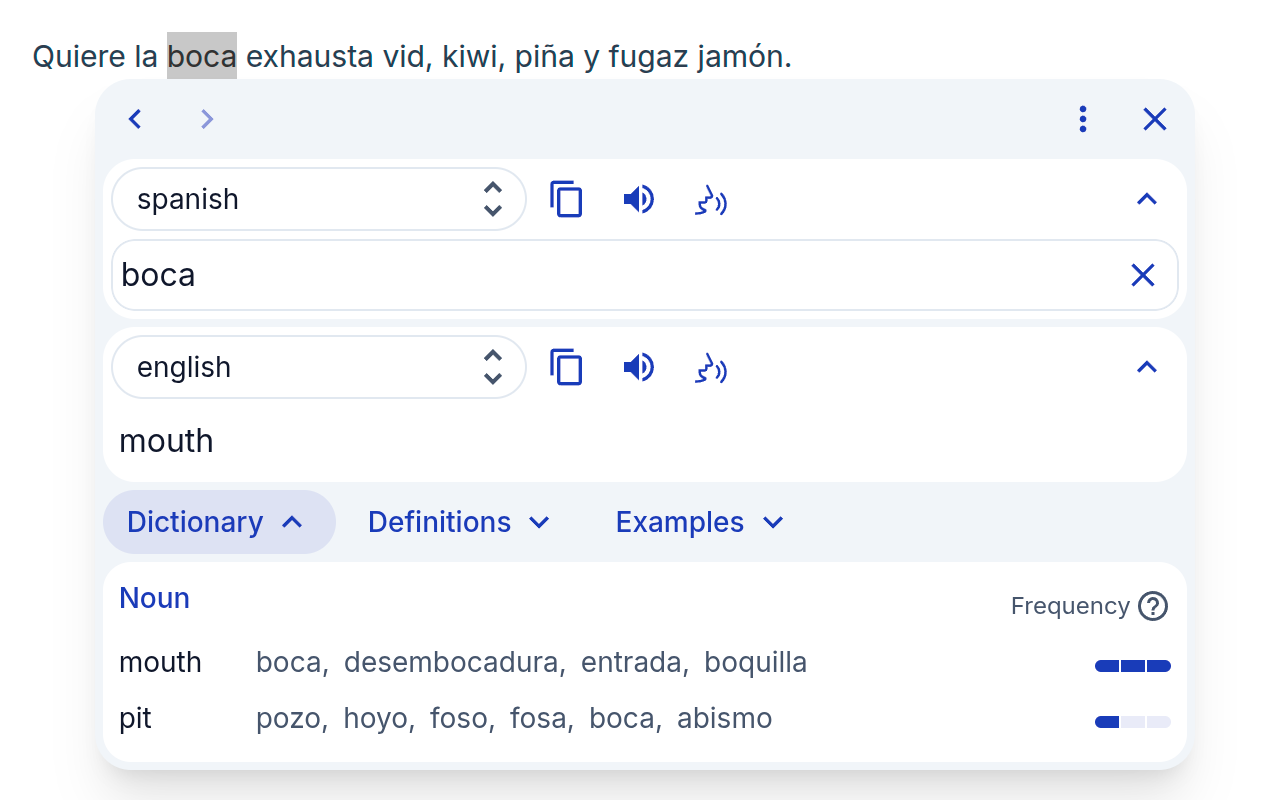 Quiere la boca exhausta vid, kiwi, piña y fugaz jamón.
spanish
boca
english
mouth
Dictionary Definitions Examples
Noun Frequency
mouth boca, desembocadura, entrada, boquilla
pit pozo, hoyo, foso, fosa, boca, abismo